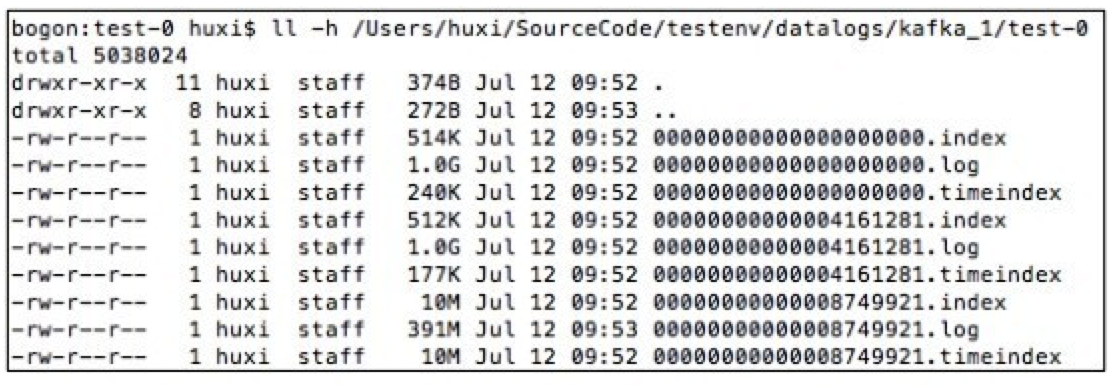 bogon:test-0 huxi$ ll -h /Users/huxi/SourceCode/testenv/datalogs/kafka_1/test-0
total 5038024
drwxr-xr-x  11 huxi  staff   374B Jul 12 09:52 .
drwxr-xr-x   8 huxi  staff   272B Jul 12 09:53 ..
-rw-r--r--   1 huxi  staff   514K Jul 12 09:52 00000000000000000000.index
-rw-r--r--   1 huxi  staff   1.0G Jul 12 09:52 00000000000000000000.log
-rw-r--r--   1 huxi  staff   240K Jul 12 09:52 00000000000000000000.timeindex
-rw-r--r--   1 huxi  staff   512K Jul 12 09:52 00000000000004161281.index
-rw-r--r--   1 huxi  staff   1.0G Jul 12 09:52 00000000000004161281.log
-rw-r--r--   1 huxi  staff   177K Jul 12 09:52 00000000000004161281.timeindex
-rw-r--r--   1 huxi  staff    10M Jul 12 09:52 00000000000008749921.index
-rw-r--r--   1 huxi  staff   391M Jul 12 09:53 00000000000008749921.log
-rw-r--r--   1 huxi  staff    10M Jul 12 09:52 00000000000008749921.timeindex